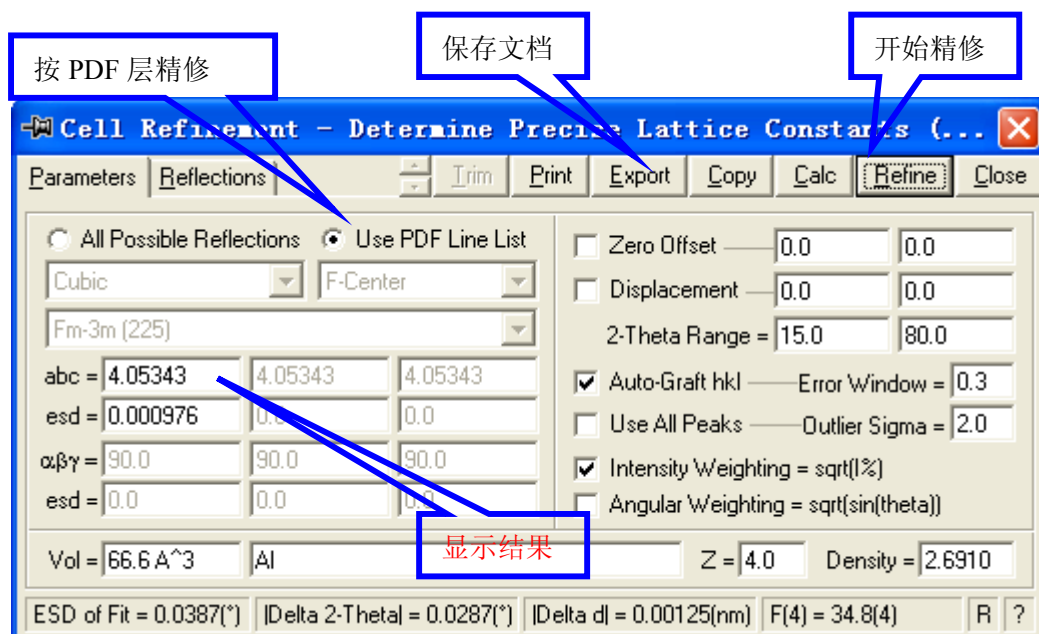 按 PDF 层精修
保存文档
开始精修
Cell Refinement - Determine Precise Lattice Constants (...
Parameters Reflections Trim Print Export Copy Calc Refine Close
All Possible Reflections Use PDF Line List
Cubic F-Center
Fm-3m (225)
abc = 4.05343 4.05343 4.05343
esd = 0.000976 0.0 0.0
αβγ = 90.0 90.0 90.0
esd = 0.0 0.0 0.0
Zero Offset 0.0 0.0
Displacement 0.0 0.0
2-Theta Range = 15.0 80.0
Auto-Graft hkl Error Window = 0.3
Use All Peaks Outlier Sigma = 2.0
Intensity Weighting = sqrt(I%)
Angular Weighting = sqrt(sin(theta))
显示结果
Vol = 66.6 A^3 Al Z = 4.0 Density = 2.6910
ESD of Fit = 0.0387(°) |Delta 2-Theta| = 0.0287(°) |Delta d| = 0.00125(nm) F(4) = 34.8(4) R ?